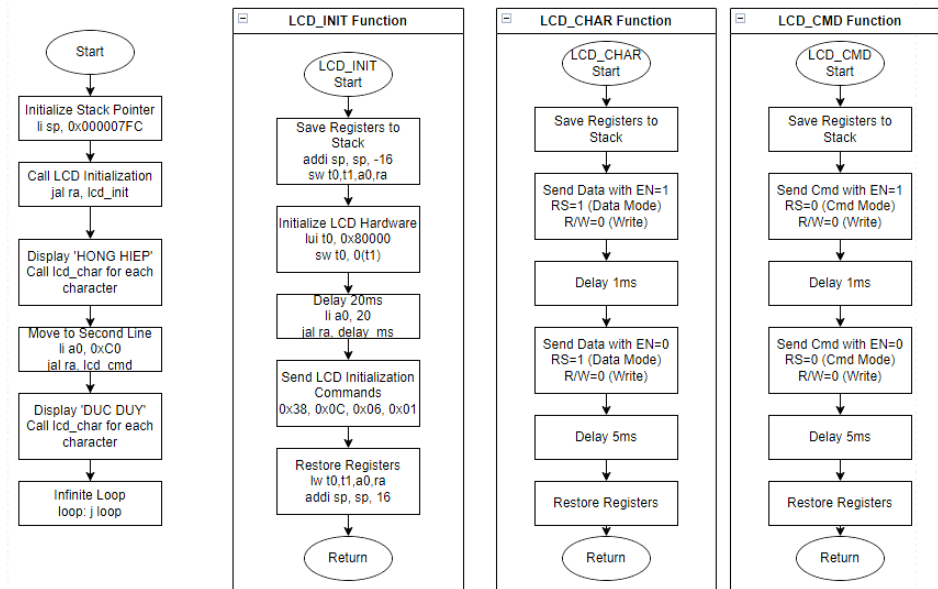 Start
Initialize Stack Pointer
li sp, 0x000007FC
Call LCD Initialization
jal ra, lcd_init
Display 'HONG HIEP'
Call lcd_char for each
character
Move to Second Line
li a0, 0xC0
jal ra, lcd_cmd
Display 'DUC DUY'
Call lcd_char for each
character
Infinite Loop
loop: j loop
LCD_INIT Function
LCD_INIT
Start
Save Registers to
Stack
addi sp, sp, -16
sw t0,t1,a0,ra
Initialize LCD Hardware
lui t0, 0x80000
sw t0, 0(t1)
Delay 20ms
li a0, 20
jal ra, delay_ms
Send LCD Initialization
Commands
0x38, 0x0C, 0x06, 0x01
Restore Registers
lw t0,t1,a0,ra
addi sp, sp, 16
Return
LCD_CHAR Function
LCD_CHAR
Start
Save Registers to
Stack
Send Data with EN=1
RS=1 (Data Mode)
R/W=0 (Write)
Delay 1ms
Send Data with EN=0
RS=1 (Data Mode)
R/W=0 (Write)
Delay 5ms
Restore Registers
Return
LCD_CMD Function
LCD_CMD
Start
Save Registers to
Stack
Send Cmd with EN=1
RS=0 (Cmd Mode)
R/W=0 (Write)
Delay 1ms
Send Cmd with EN=0
RS=0 (Cmd Mode)
R/W=0 (Write)
Delay 5ms
Restore Registers
Return